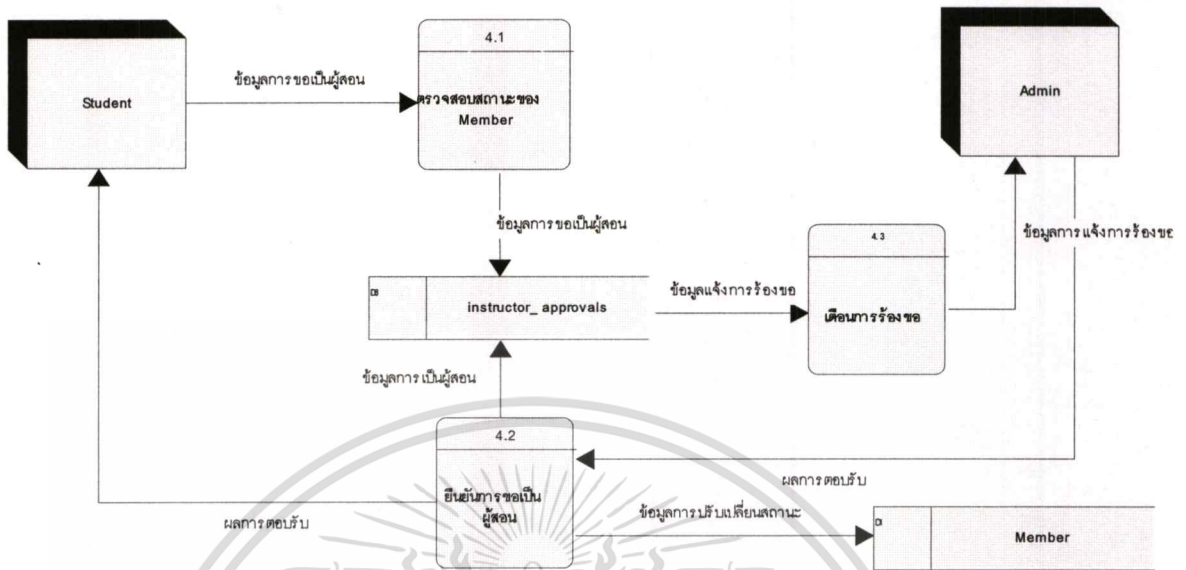 4.1
ข้อมูลการขอเป็นผู้สอน
Student
ตรวจสอบสถานะของ
Member
Admin
ข้อมูลการขอเป็นผู้สอน
ข้อมูลการแจ้งการร้องขอ
4.3
ข้อมูลแจ้งการร้องขอ
instructor_ approvals
เตือนการร้องขอ
ข้อมูลการเป็นผู้สอน
4.2
ผลการตอบรับ
ยืนยันการขอเป็น
ผู้สอน
ข้อมูลการปรับเปลี่ยนสถานะ
ผลการตอบรับ
Member